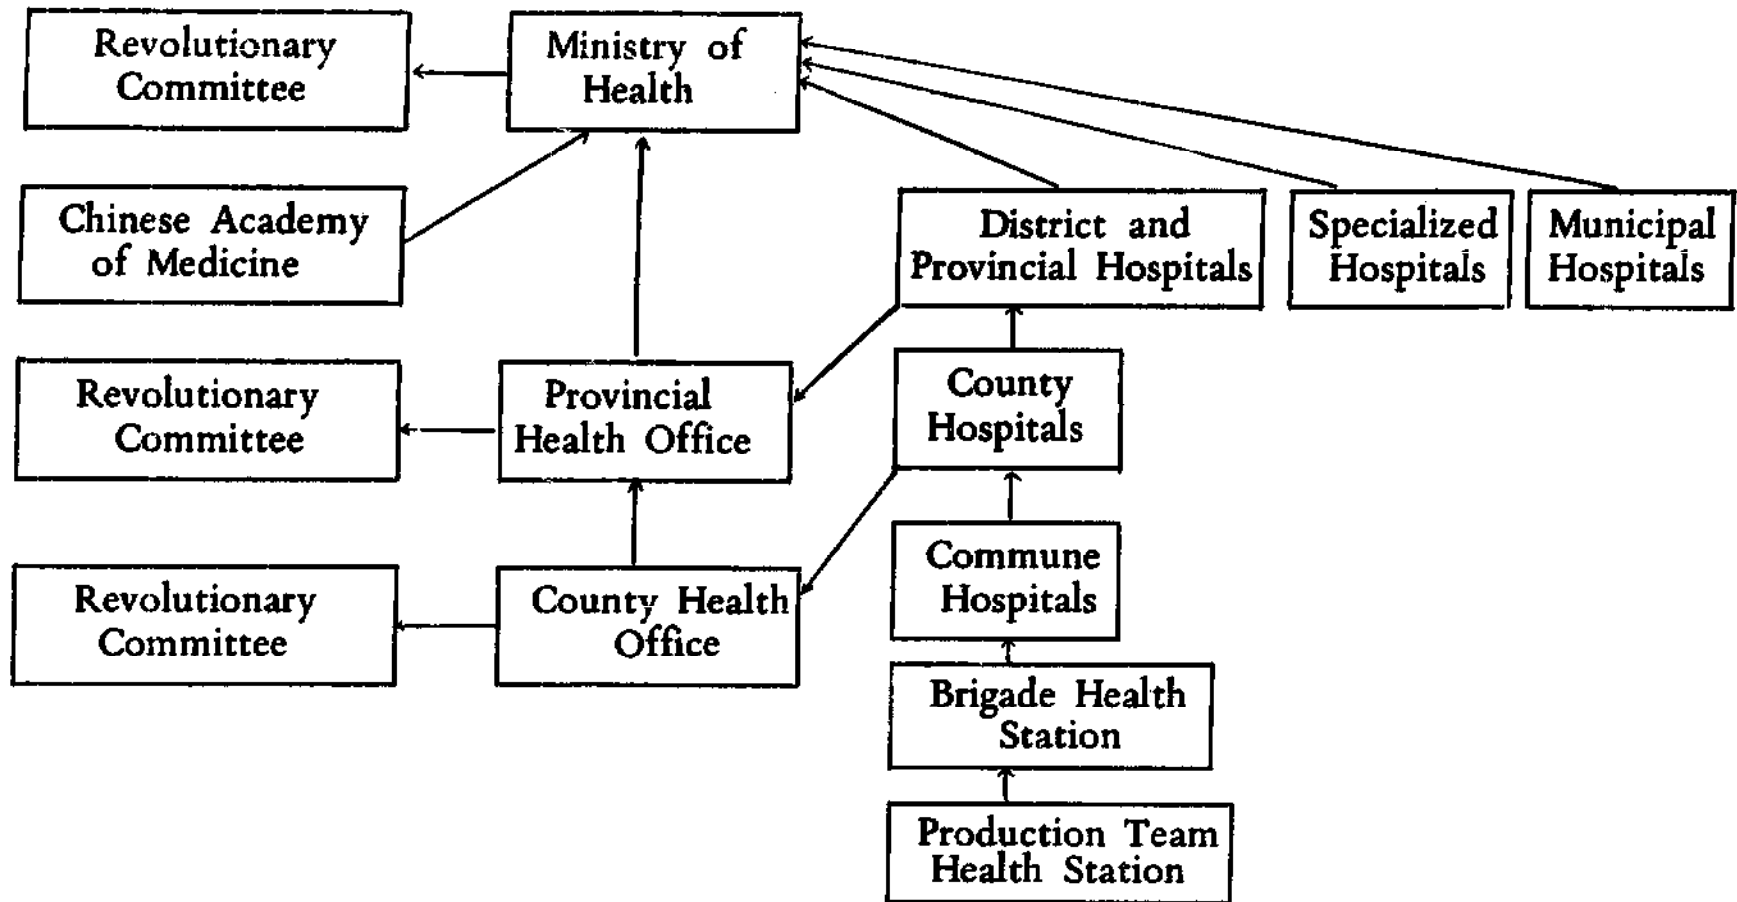 Revolutionary
Committee
Ministry of
Health
Chinese Academy
of Medicine
District and
Provincial Hospitals
Specialized
Hospitals
Municipal
Hospitals
Revolutionary
Committee
Provincial
Health Office
County
Hospitals
Commune
Hospitals
Revolutionary
Committee
County Health
Office
Brigade Health
Station
Production Team
Health Station